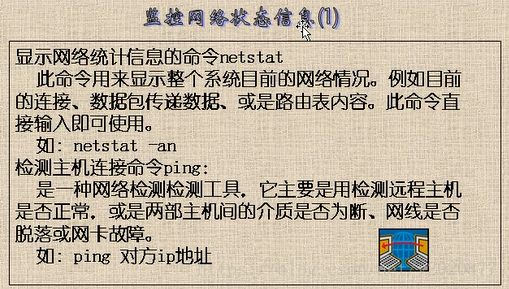 监控网络状态信息(1)
显示网络统计信息的命令netstat
此命令用来显示整个系统目前的网络情况。例如目前
的连接、数据包传递数据、或是路由表内容。此命令直
接输入即可使用。
如: netstat -an
检测主机连接命令ping:
是一种网络检测检测工具，它主要是用检测远程主机
是否正常，或是两部主机间的介质是否为断、网线是否
脱落或网卡故障。
如: ping 对方ip地址